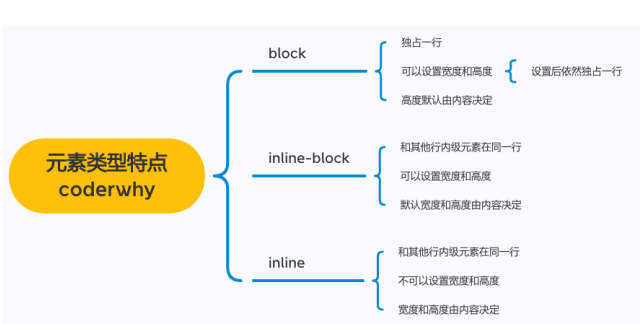 元素类型特点
coderwhy
block
独占一行
可以设置宽度和高度
设置后依然独占一行
高度默认由内容决定
inline-block
和其他行内级元素在同一行
可以设置宽度和高度
默认宽度和高度由内容决定
inline
和其他行内级元素在同一行
不可以设置宽度和高度
宽度和高度由内容决定